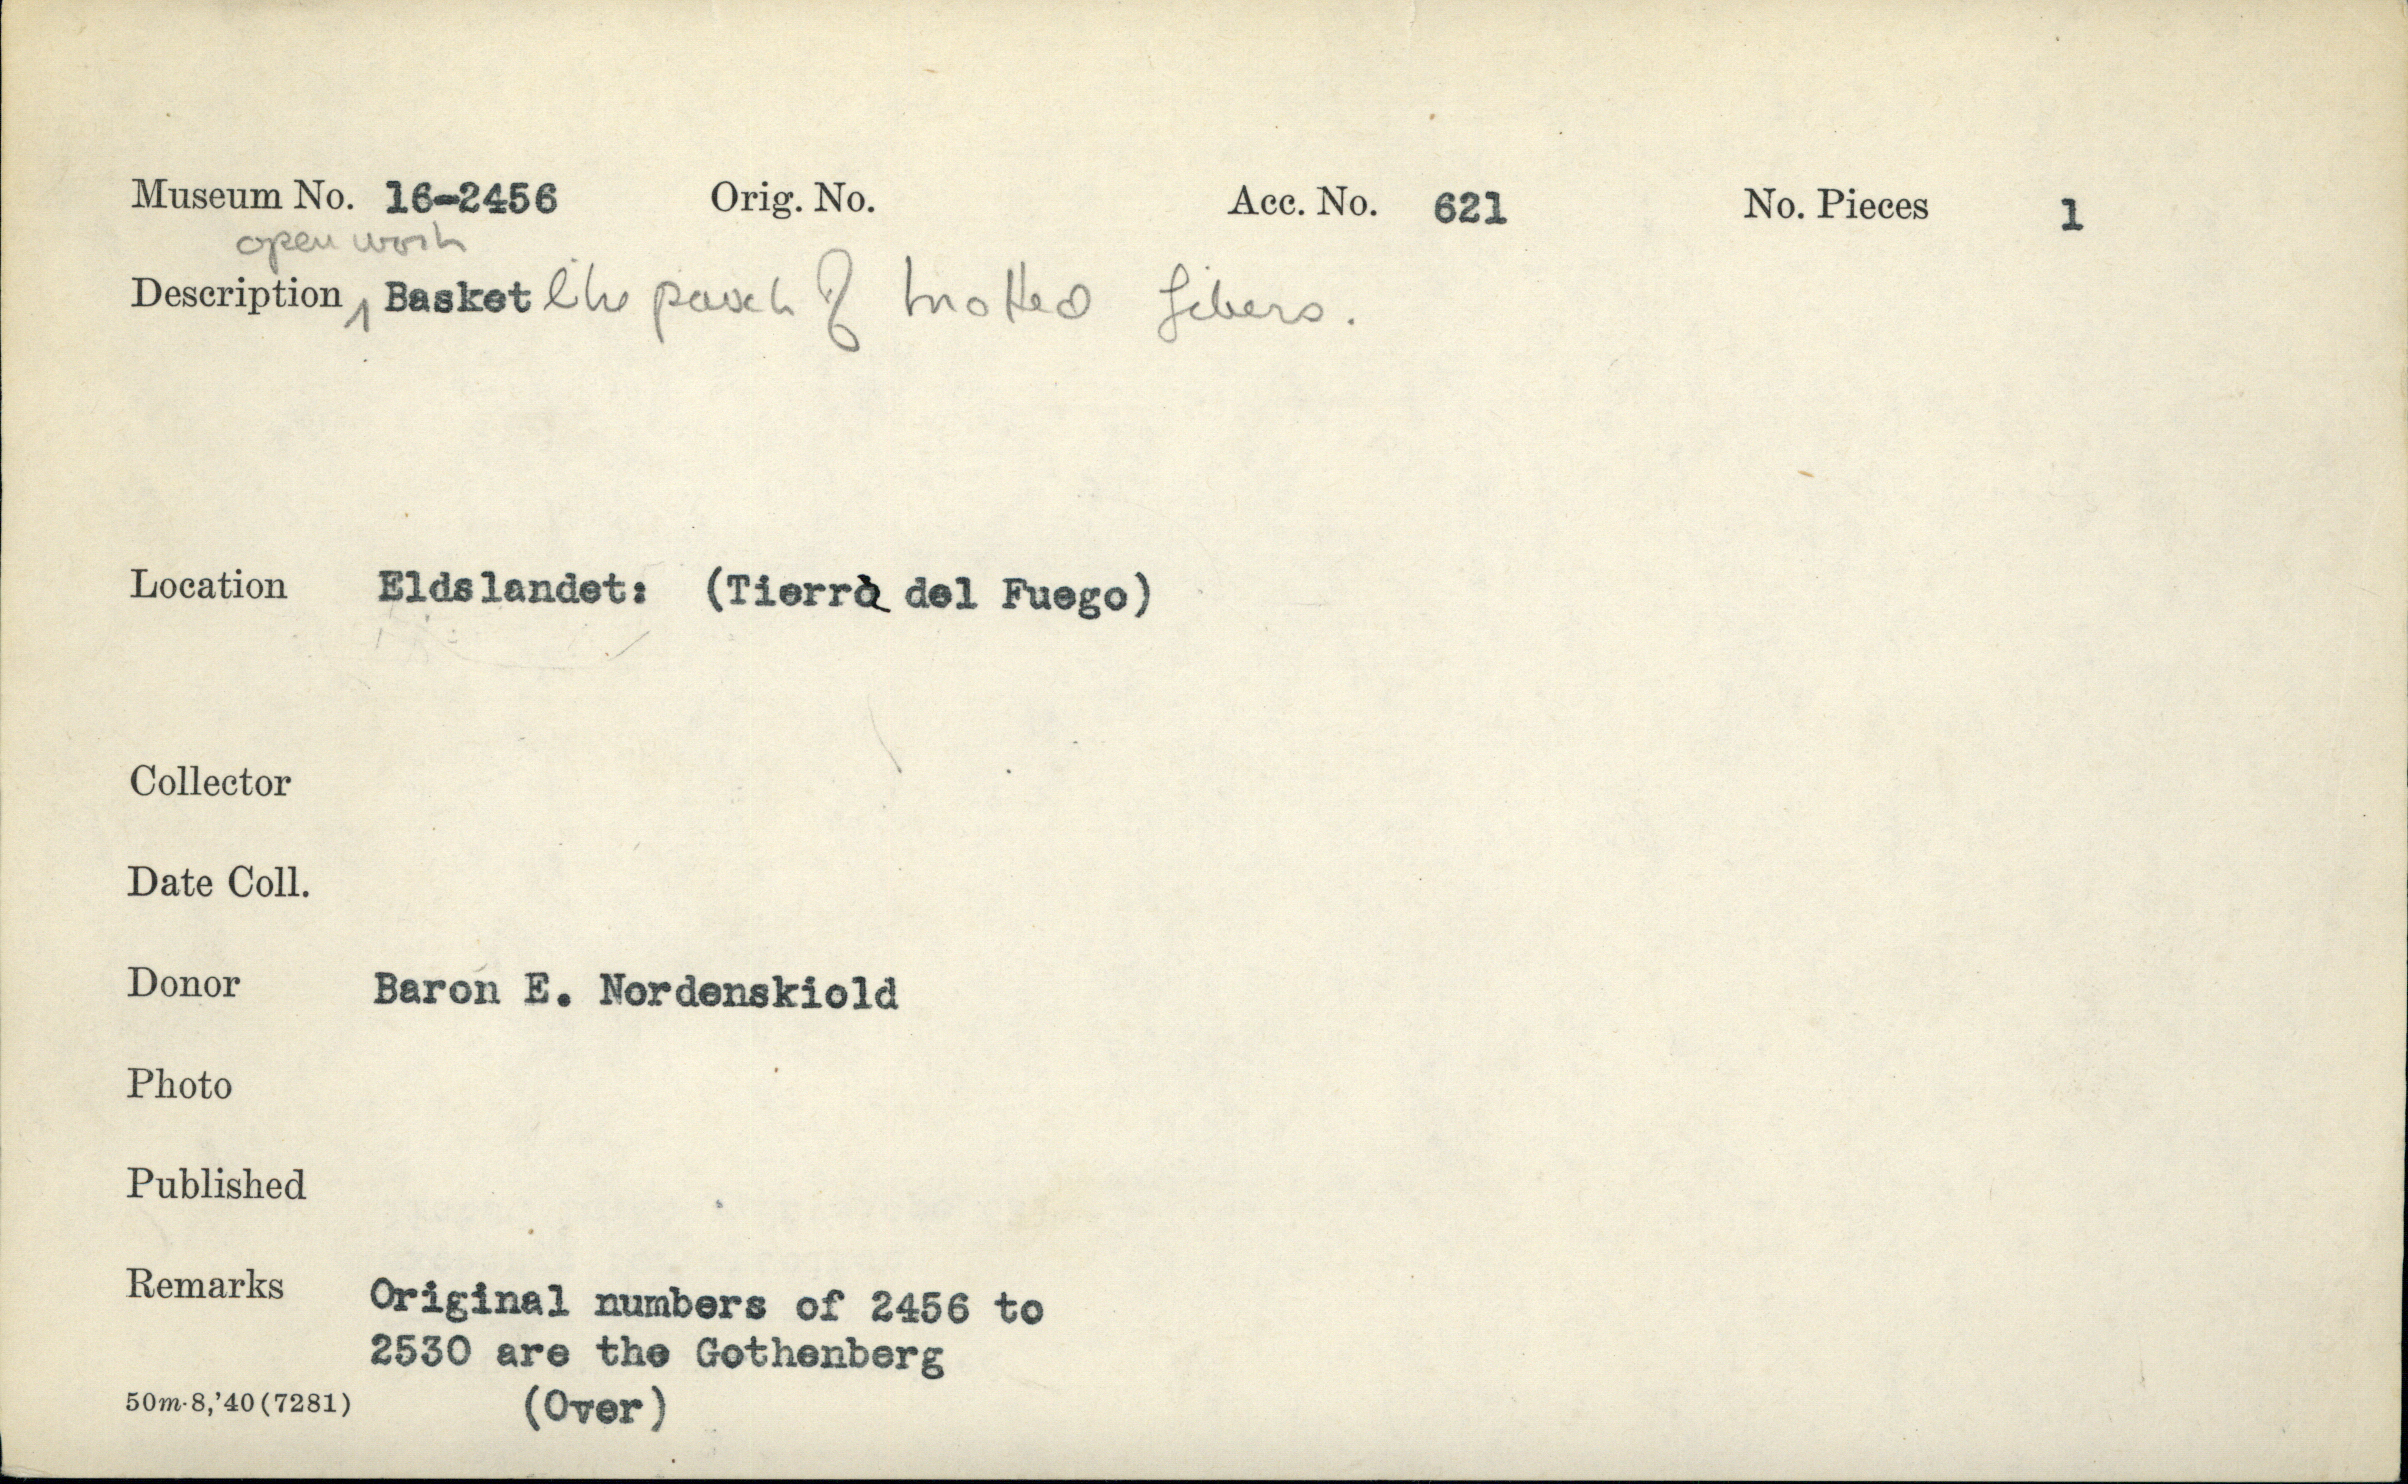 Museum No. 16-2456 Orig. No. Acc. No. 621 No. Pieces 1
open work
Description Basket like pouch of knotted fibers.
Location Eldslandet: (Tierra del Fuego)
Collector
Date Coll.
Donor Baron E. Nordenskiold
Photo
Published
Remarks Original numbers of 2456 to
2530 are the Gothenberg
50m-8,'40(7281) (Over)